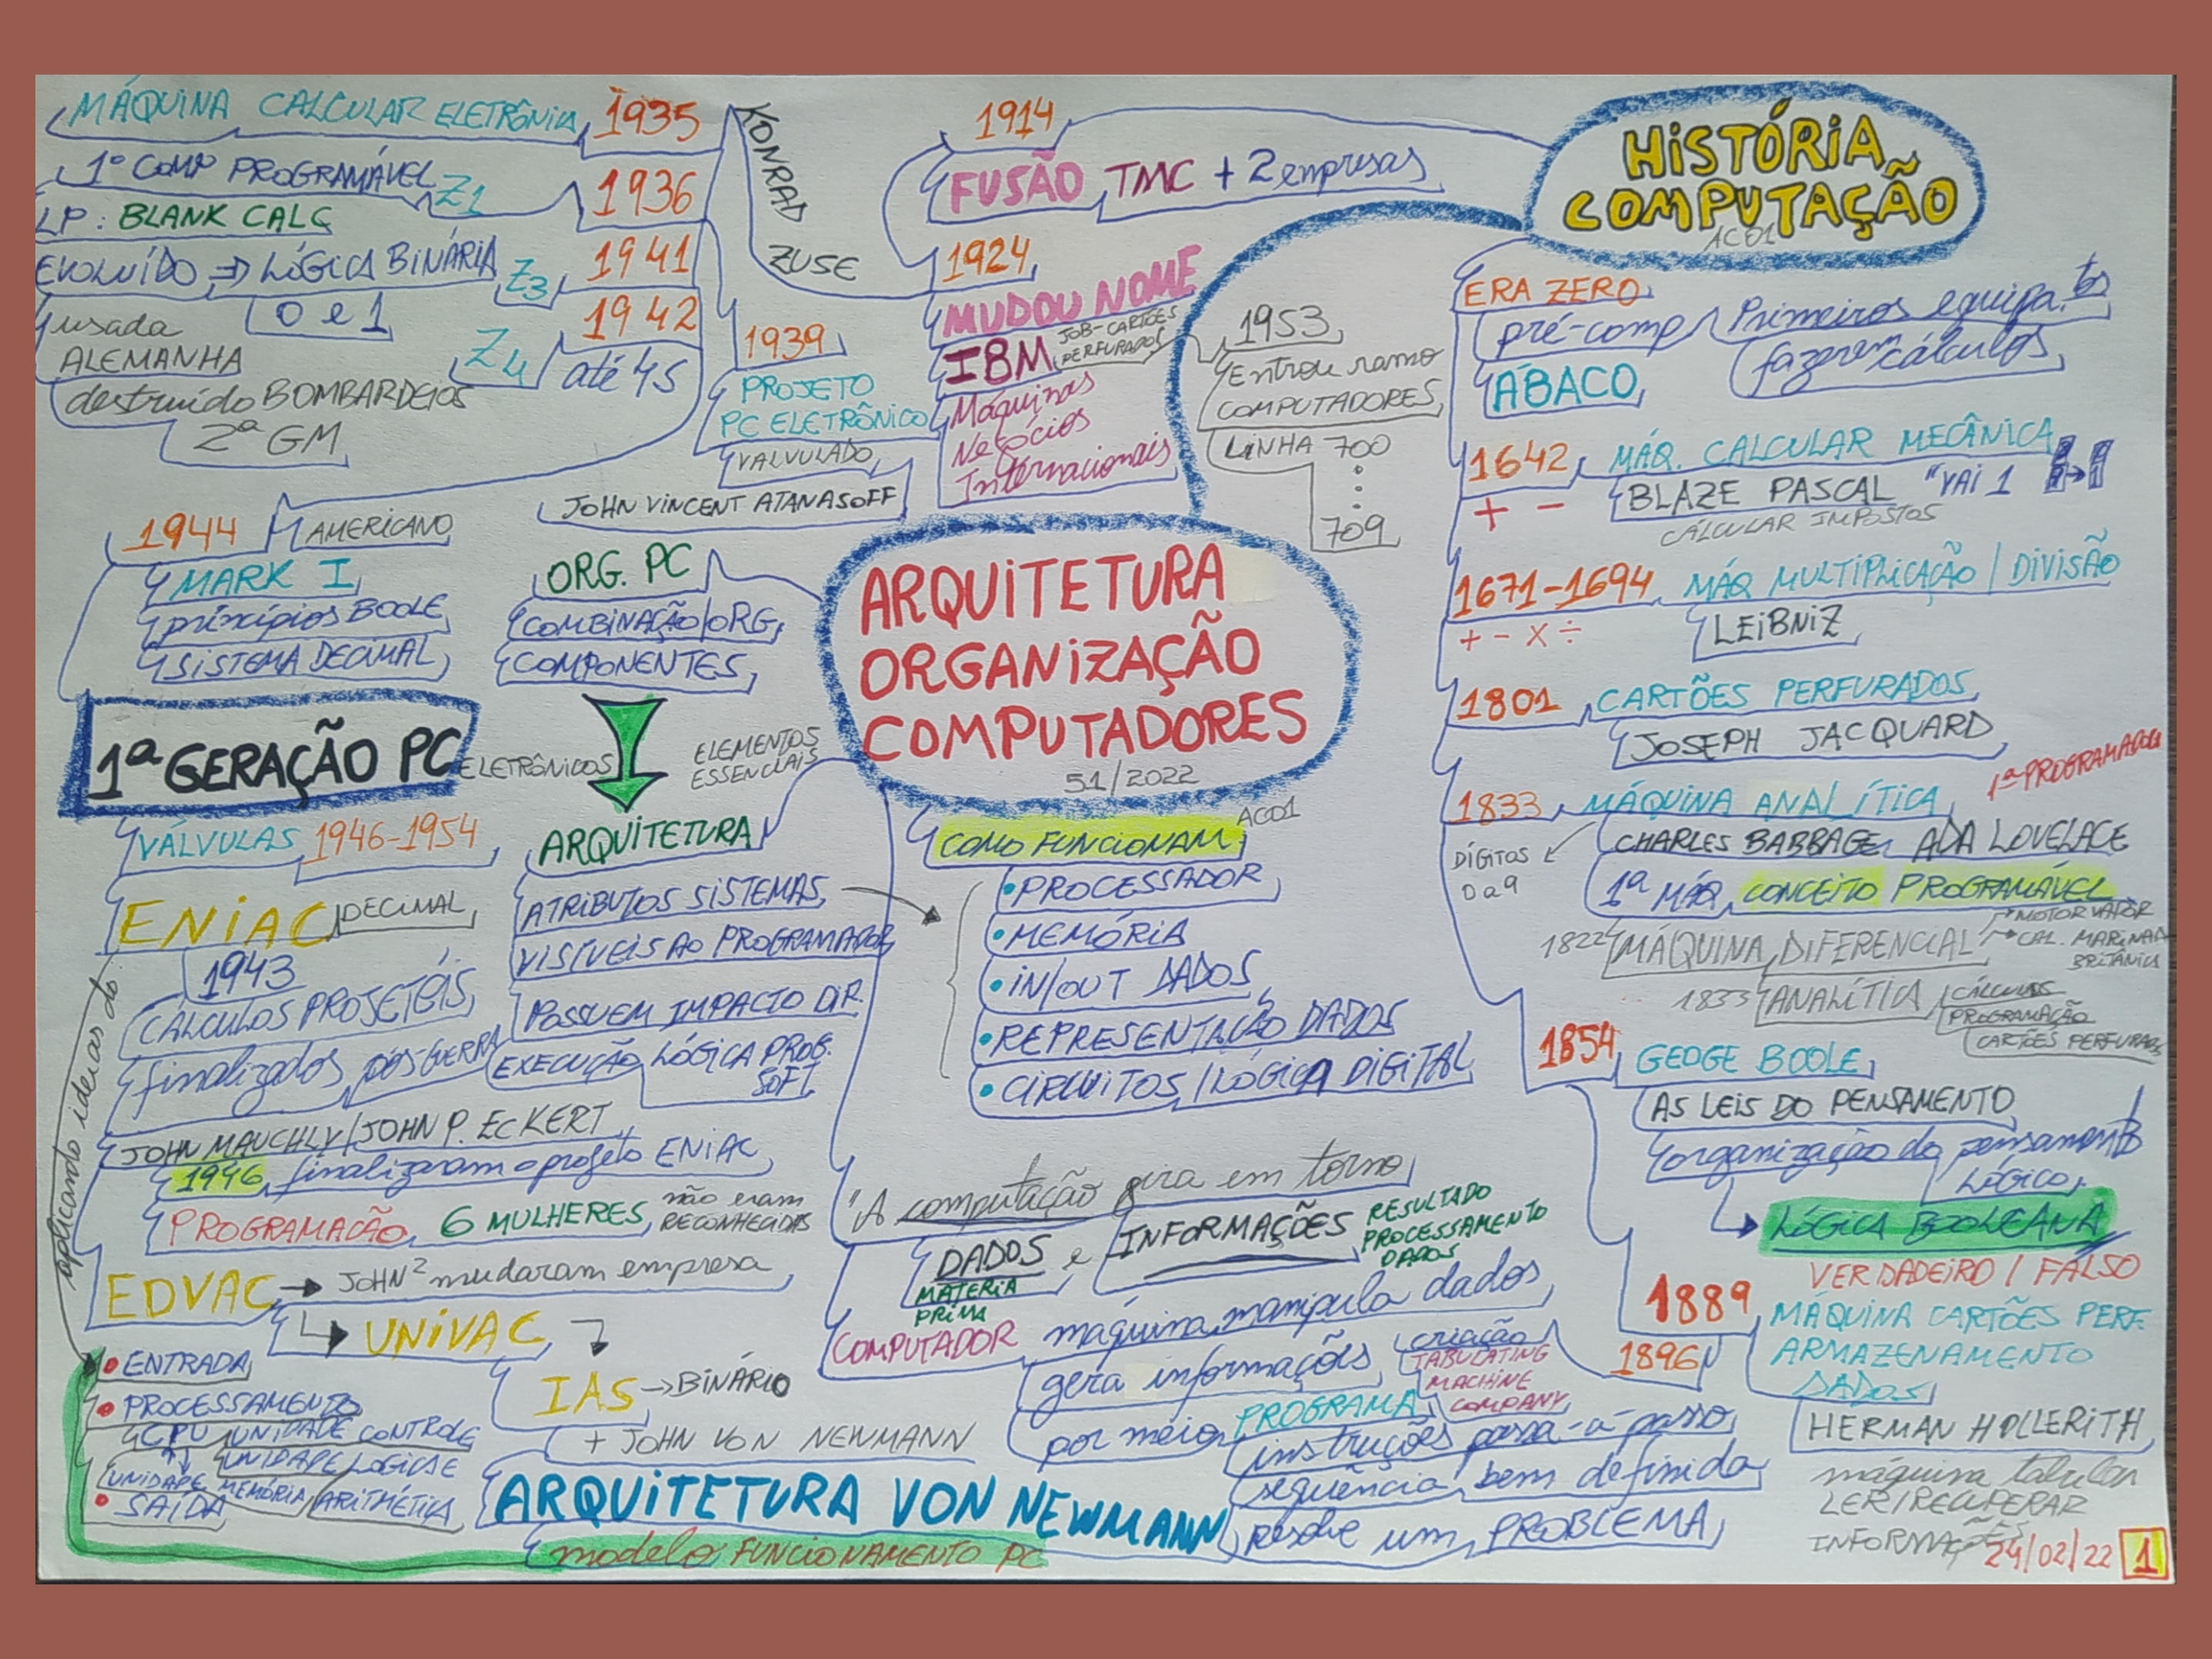 HISTÓRIA
COMPUTAÇÃO
ACO1
ERA ZERO
pré-comp
Primeiros equipa.tos
fazerem cálculos
ÁBACO
1642
MÁQ. CALCULAR MECÂNICA
+ -
BLAZE PASCAL "VAI 1
CÁLCULAR IMPOSTOS
1671-1694
MÁQ MULTIPLICAÇÃO / DIVISÃO
+ - X ÷
LEIBNIZ
1801
CARTÕES PERFURADOS
JOSEPH JACQUARD
1833
MÁQUINA ANALÍTICA
1ª PROGRAMADORA
DÍGITOS
0 a 9
CHARLES BABBAGE
ADA LOVELACE
1ª MÁQ CONCEITO PROGRAMÁVEL
1822
MÁQUINA DIFERENCIAL
MOTOR VAPOR
CAL. MARINHA
BRITÂNICA
1833
ANALÍTICA
CÁLCULOS
PROGRAMAÇÃO
CARTÕES PERFURADOS
1854
GEOGE BOOLE
AS LEIS DO PENSAMENTO
organização do pensamento
LÓGICO
LÓGICA BOOLEANA
VERDADEIRO / FALSO
1889
MÁQUINA CARTÕES PERF.
ARMAZENAMENTO
DADOS
HERMAN HOLLERITH
máquina tabular
LER/RECUPERAR
INFORMAÇÕES
1896
criação
TABULATING
MACHINE
COMPANY
1914
FUSÃO TMC + 2 empresas
1924
MUDOU NOME
IBM
JOB-CARTÕES
PERFURADOS
Máquinas
Negócios
Internacionais
1953
Entrou ramo
COMPUTADORES
LINHA 700
709
KONRAD
ZUSE
1935
MÁQUINA CALCULAR ELETRÔNICA
1936
1º COMP PROGRAMÁVEL
Z1
LP: BLANK CALC
1941
EVOLUÍDO ⇒ LÓGICA BINÁRIA
Z3
0 e 1
1942
até 45
Z4
usada
ALEMANHA
destruído BOMBARDEIOS
2ª GM
1939
PROJETO
PC ELETRÔNICO
VALVULADO
JOHN VINCENT ATANASOFF
1944
AMERICANO
MARK I
princípios BOOLE
SISTEMA DECIMAL
ARQUITETURA
ORGANIZAÇÃO
COMPUTADORES
S1/2022
ORG. PC
COMBINAÇÃO/ORG
COMPONENTES
ELEMENTOS
ESSENCIAIS
ARQUITETURA
ATRIBUTOS SISTEMAS
VISÍVEIS AO PROGRAMADOR
POSSUEM IMPACTO DIR.
EXECUÇÃO LÓGICA PROG.
SOFT
COMO FUNCIONAM
ACO1
• PROCESSADOR
• MEMÓRIA
• IN/OUT DADOS
• REPRESENTAÇÃO DADOS
• CIRCUITOS / LÓGICA DIGITAL
"A computação gira em torno
DADOS e INFORMAÇÕES
MATERIA
PRIMA
RESULTADO
PROCESSAMENTO
DADOS
COMPUTADOR
máquina manipula dados
gera informações
por meio PROGRAMA
instruções passo-a-passo
sequência bem definida
resolve um PROBLEMA
1ª GERAÇÃO PC
ELETRÔNICOS
VÁLVULAS 1946-1954
ENIAC
DECIMAL
1943
CÁLCULOS PROJETÉIS
finalizados pós GUERRA
JOHN MAUCHLY/JOHN P. ECKERT
1946 finalizaram o projeto ENIAC
PROGRAMAÇÃO 6 MULHERES
não eram
RECONHECIDAS
EDVAC → JOHN² mudaram empresa
UNIVAC
IAS → BINÁRIO
+ JOHN VON NEWMANN
ARQUITETURA VON NEWMANN
modelo FUNCIONAMENTO PC
aplicando ideias do
• ENTRADA
• PROCESSAMENTO
CPU UNIDADE CONTROLE
UNIDADE LÓGICA E
UNIDADE MEMÓRIA ARITMÉTICA
• SAÍDA
24/02/22 1